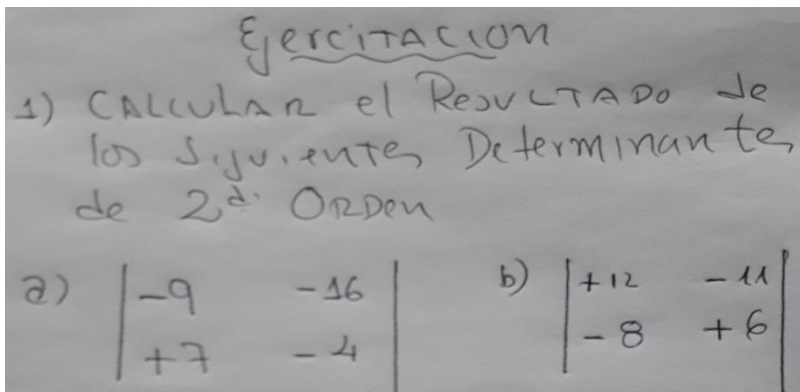 Ejercitacion
1) CALCULAR el RESULTADO de
los Siguientes Determinantes
de 2d. ORDen
a) | -9 -16 | b) | +12 -11 |
| +7 -4 | | -8 +6 |